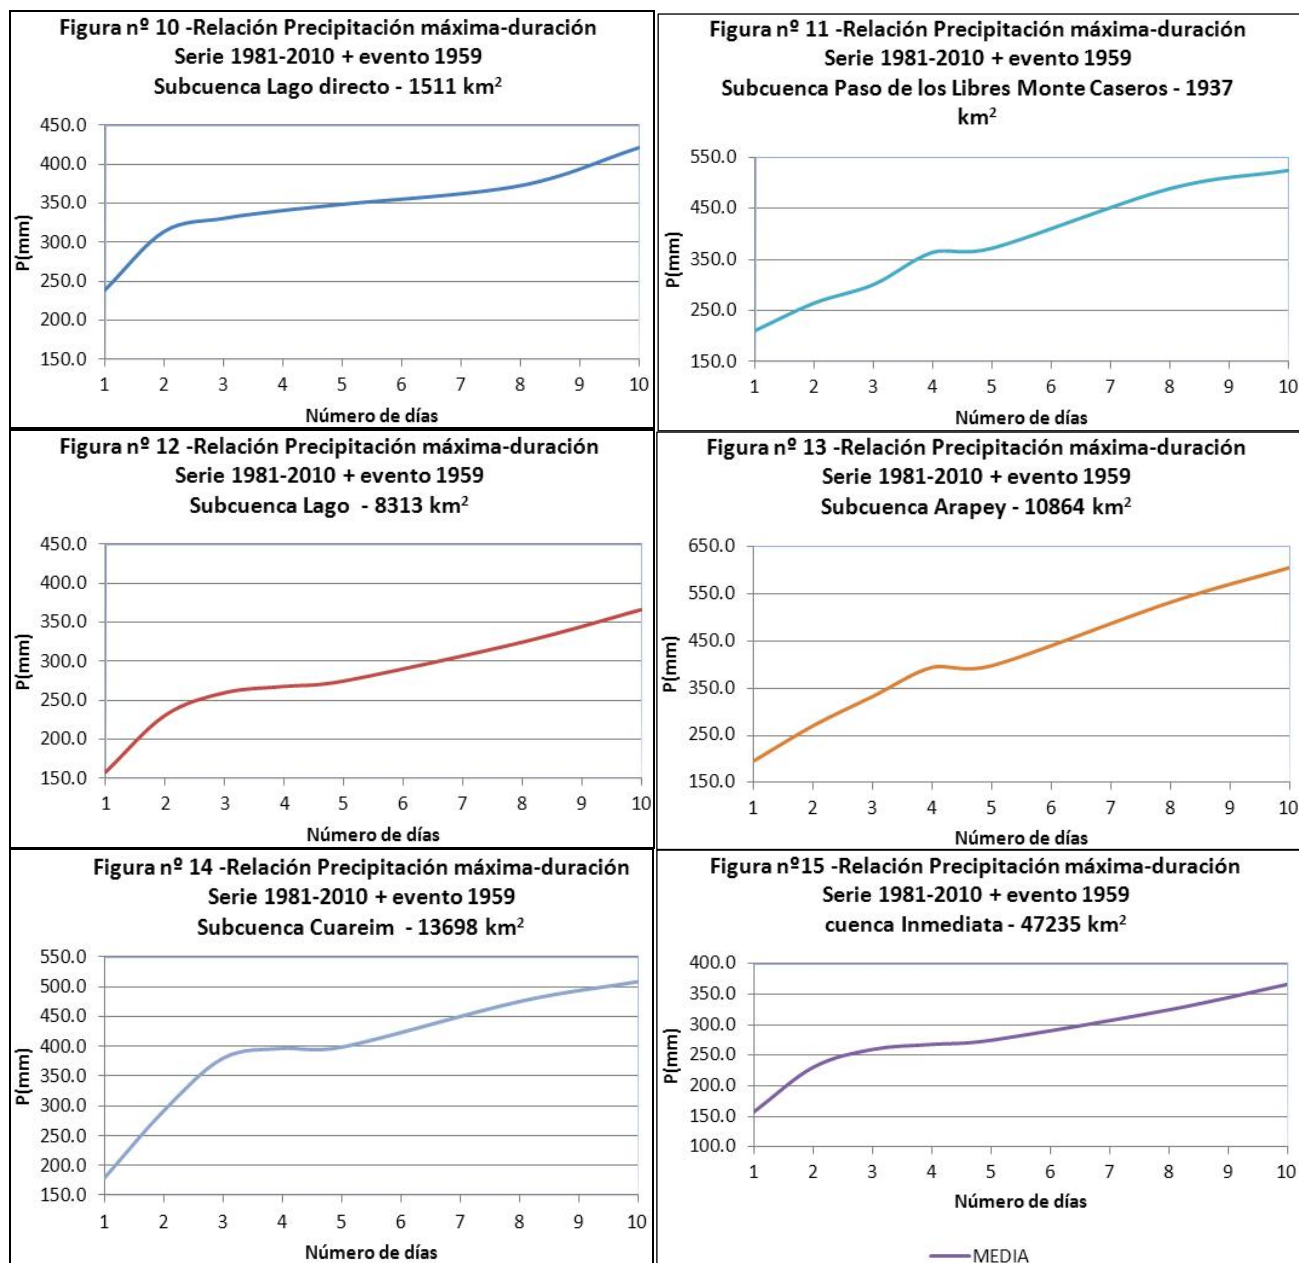 Figura nº 10 -Relación Precipitación máxima-duración
Serie 1981-2010 + evento 1959
Subcuenca Lago directo - 1511 km²
450.0
400.0
350.0
300.0
250.0
200.0
150.0
P(mm)
1 2 3 4 5 6 7 8 9 10
Número de días
Figura nº 11 -Relación Precipitación máxima-duración
Serie 1981-2010 + evento 1959
Subcuenca Paso de los Libres Monte Caseros - 1937
km²
550.0
450.0
350.0
250.0
150.0
P(mm)
1 2 3 4 5 6 7 8 9 10
Número de días
Figura nº 12 -Relación Precipitación máxima-duración
Serie 1981-2010 + evento 1959
Subcuenca Lago - 8313 km²
450.0
400.0
350.0
300.0
250.0
200.0
150.0
P(mm)
1 2 3 4 5 6 7 8 9 10
Número de días
Figura nº 13 -Relación Precipitación máxima-duración
Serie 1981-2010 + evento 1959
Subcuenca Arapey - 10864 km²
650.0
550.0
450.0
350.0
250.0
150.0
P(mm)
1 2 3 4 5 6 7 8 9 10
Número de días
Figura nº 14 -Relación Precipitación máxima-duración
Serie 1981-2010 + evento 1959
Subcuenca Cuareim - 13698 km²
550.0
500.0
450.0
400.0
350.0
300.0
250.0
200.0
150.0
P(mm)
1 2 3 4 5 6 7 8 9 10
Número de días
Figura nº15 -Relación Precipitación máxima-duración
Serie 1981-2010 + evento 1959
cuenca Inmediata - 47235 km²
400.0
350.0
300.0
250.0
200.0
150.0
100.0
P(mm)
1 2 3 4 5 6 7 8 9 10
Número de días
MEDIA